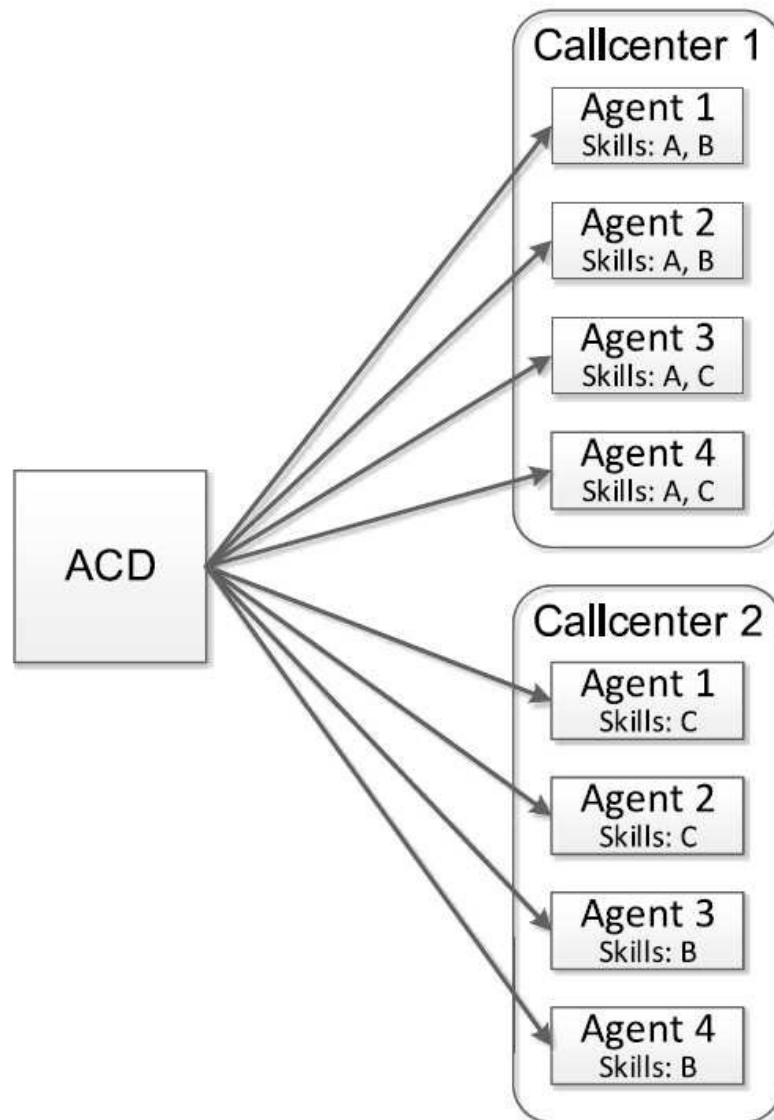 Callcenter 1
Agent 1
Skills: A, B
Agent 2
Skills: A, B
Agent 3
Skills: A, C
Agent 4
Skills: A, C
ACD
Callcenter 2
Agent 1
Skills: C
Agent 2
Skills: C
Agent 3
Skills: B
Agent 4
Skills: B